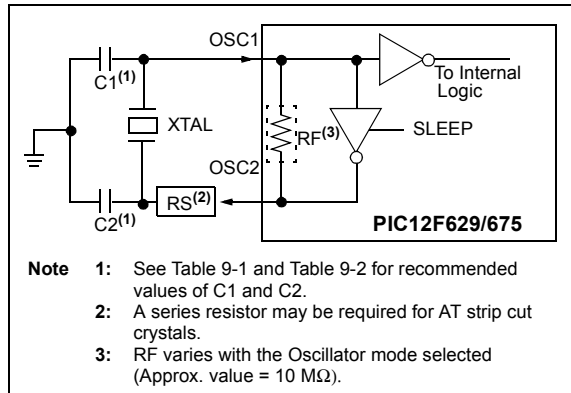 OSC1
C1(1)
To Internal
Logic
XTAL
RF(3)
SLEEP
OSC2
RS(2)
C2(1)
PIC12F629/675
Note 1: See Table 9-1 and Table 9-2 for recommended
values of C1 and C2.
2: A series resistor may be required for AT strip cut
crystals.
3: RF varies with the Oscillator mode selected
(Approx. value = 10 MΩ).